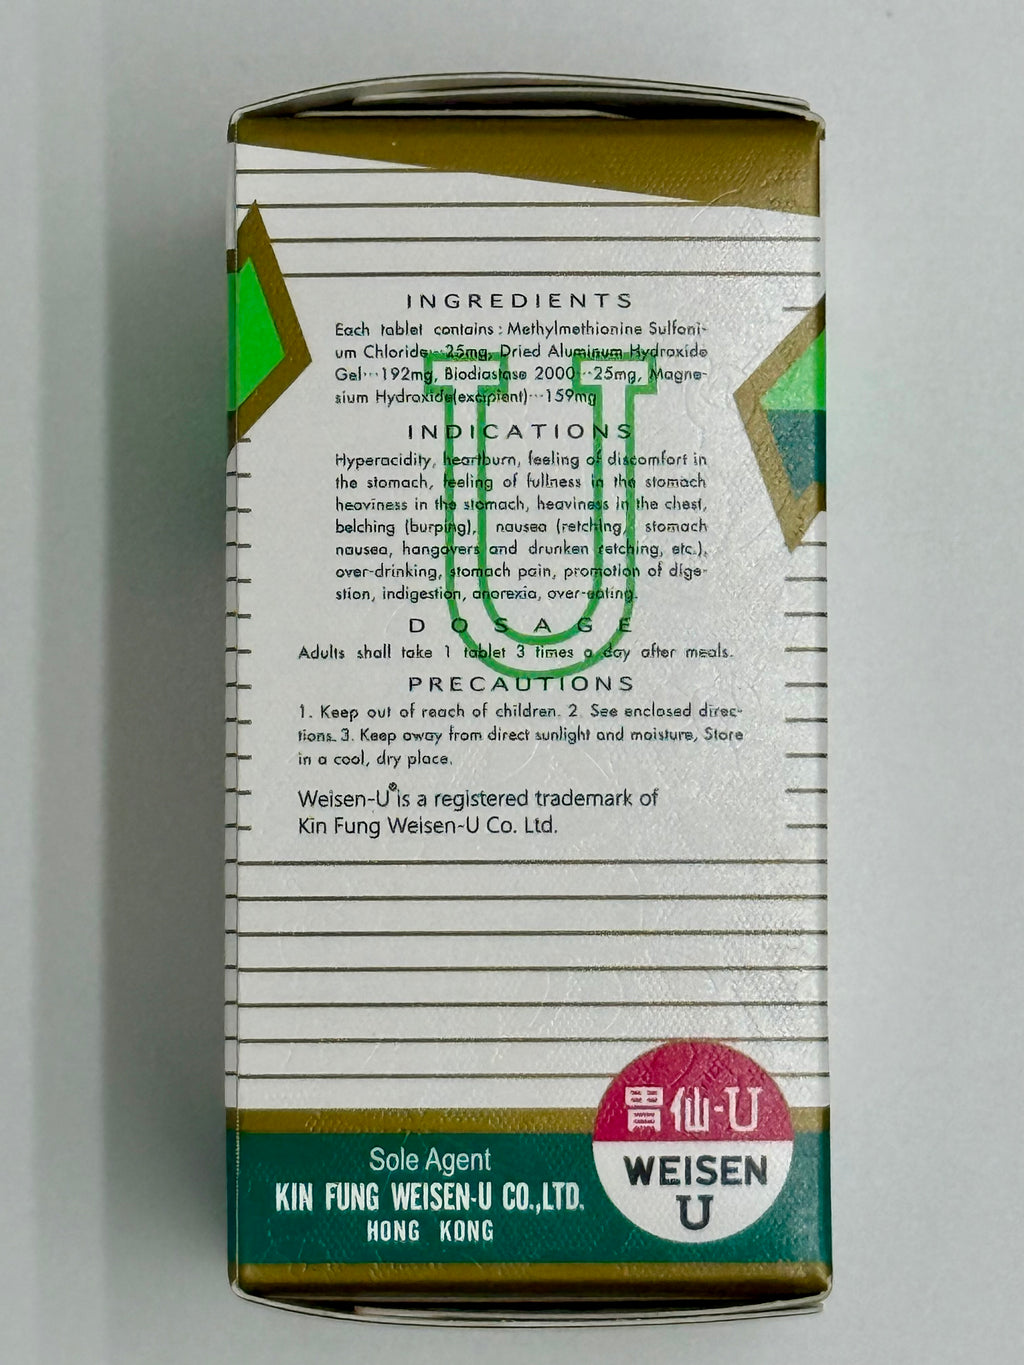 INGREDIENTS
Each tablet contains : Methylmethionine Sulfoni-
um Chloride···25mg, Dried Aluminum Hydroxide
Gel···192mg, Biodiastase 2000···25mg, Magne-
sium Hydroxide(excipient)···159mg
INDICATIONS
Hyperacidity, heartburn, feeling of discomfort in
the stomach, feeling of fullness in the stomach
heaviness in the stomach, heaviness in the chest,
belching (burping), nausea (retching, stomach
nausea, hangovers and drunken retching, etc.),
over-drinking, stomach pain, promotion of dige-
stion, indigestion, anorexia, over-eating.
DOSAGE
Adults shall take 1 tablet 3 times a day after meals.
PRECAUTIONS
1. Keep out of reach of children. 2. See enclosed direc-
tions. 3. Keep away from direct sunlight and moisture, Store
in a cool, dry place.
Weisen-U® is a registered trademark of
Kin Fung Weisen-U Co. Ltd.
U
Sole Agent
KIN FUNG WEISEN-U CO.,LTD.
HONG KONG
胃仙-U
WEISEN
U